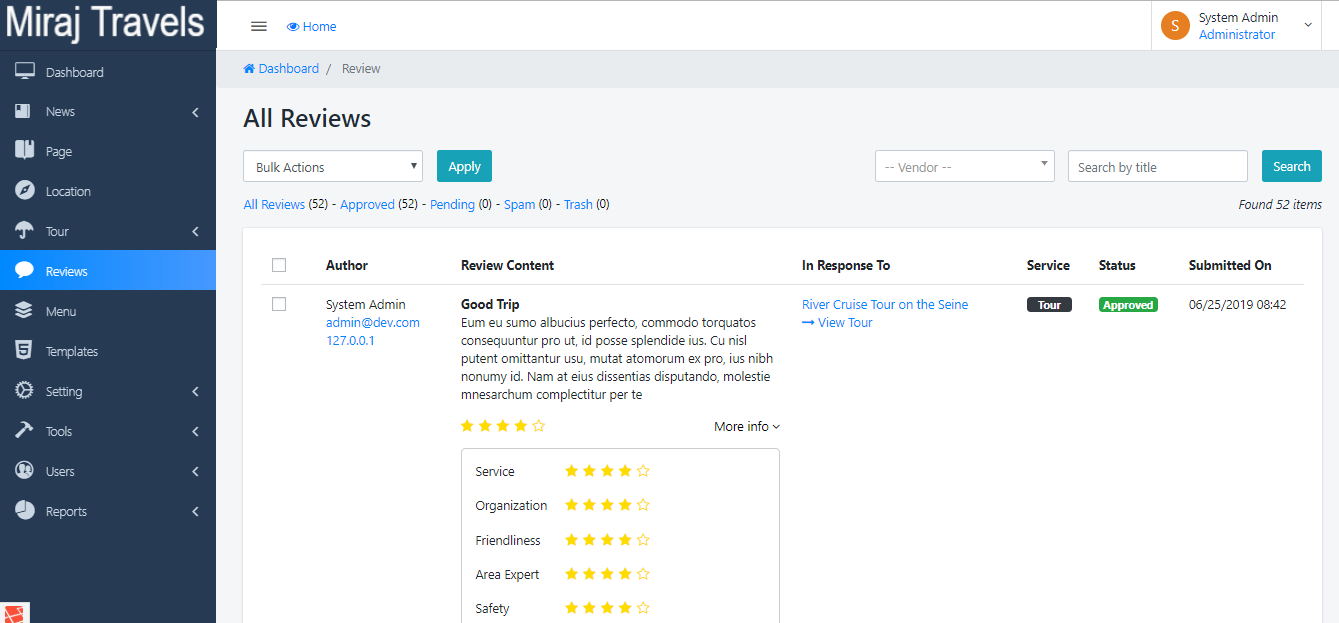 Miraj Travels
Home
System Admin
Administrator
Dashboard
News
Page
Location
Tour
Reviews
Menu
Templates
Setting
Tools
Users
Reports
Dashboard / Review
All Reviews
Bulk Actions
Apply
-- Vendor --
Search by title
Search
All Reviews (52) - Approved (52) - Pending (0) - Spam (0) - Trash (0)
Found 52 items
Author Review Content In Response To Service Status Submitted On
System Admin
admin@dev.com
127.0.0.1
Good Trip
Eum eu sumo albucius perfecto, commodo torquatos
consequuntur pro ut, id posse splendide ius. Cu nisl
putent omittantur usu, mutat atomorum ex pro, ius nibh
nonumy id. Nam at eius dissentias disputando, molestie
mnesarchum complectitur per te
More info
Service
Organization
Friendliness
Area Expert
Safety
River Cruise Tour on the Seine
View Tour
Tour
Approved
06/25/2019 08:42
S